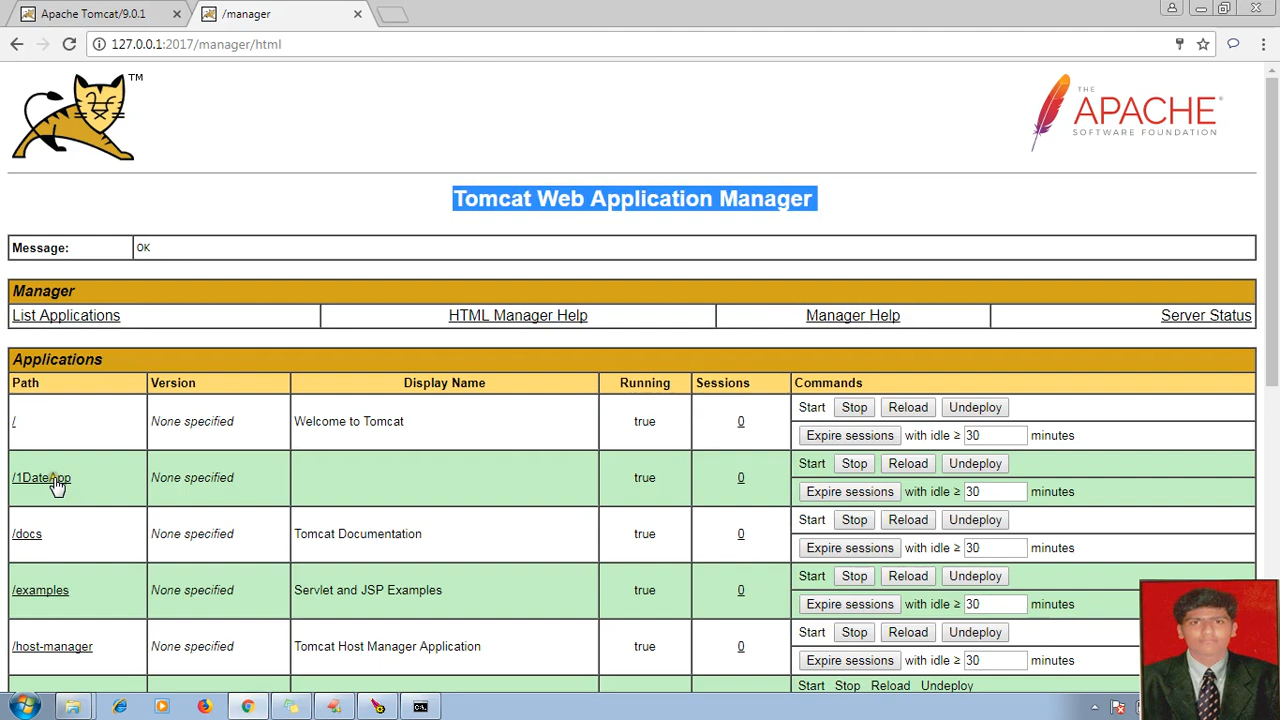 Apache Tomcat/9.0.1
/manager
127.0.0.1:2017/manager/html
TM
THE
APACHE®
SOFTWARE FOUNDATION
Tomcat Web Application Manager
Message: OK
Manager
List Applications HTML Manager Help Manager Help Server Status
Applications
Path Version Display Name Running Sessions Commands
/ None specified Welcome to Tomcat true 0 Start Stop Reload Undeploy
Expire sessions with idle ≥ 30 minutes
/1DateApp None specified true 0 Start Stop Reload Undeploy
Expire sessions with idle ≥ 30 minutes
/docs None specified Tomcat Documentation true 0 Start Stop Reload Undeploy
Expire sessions with idle ≥ 30 minutes
/examples None specified Servlet and JSP Examples true 0 Start Stop Reload Undeploy
Expire sessions with idle ≥ 30 minutes
/host-manager None specified Tomcat Host Manager Application true 0 Start Stop Reload Undeploy
Expire sessions with idle ≥ 30 minutes
Start Stop Reload Undeploy